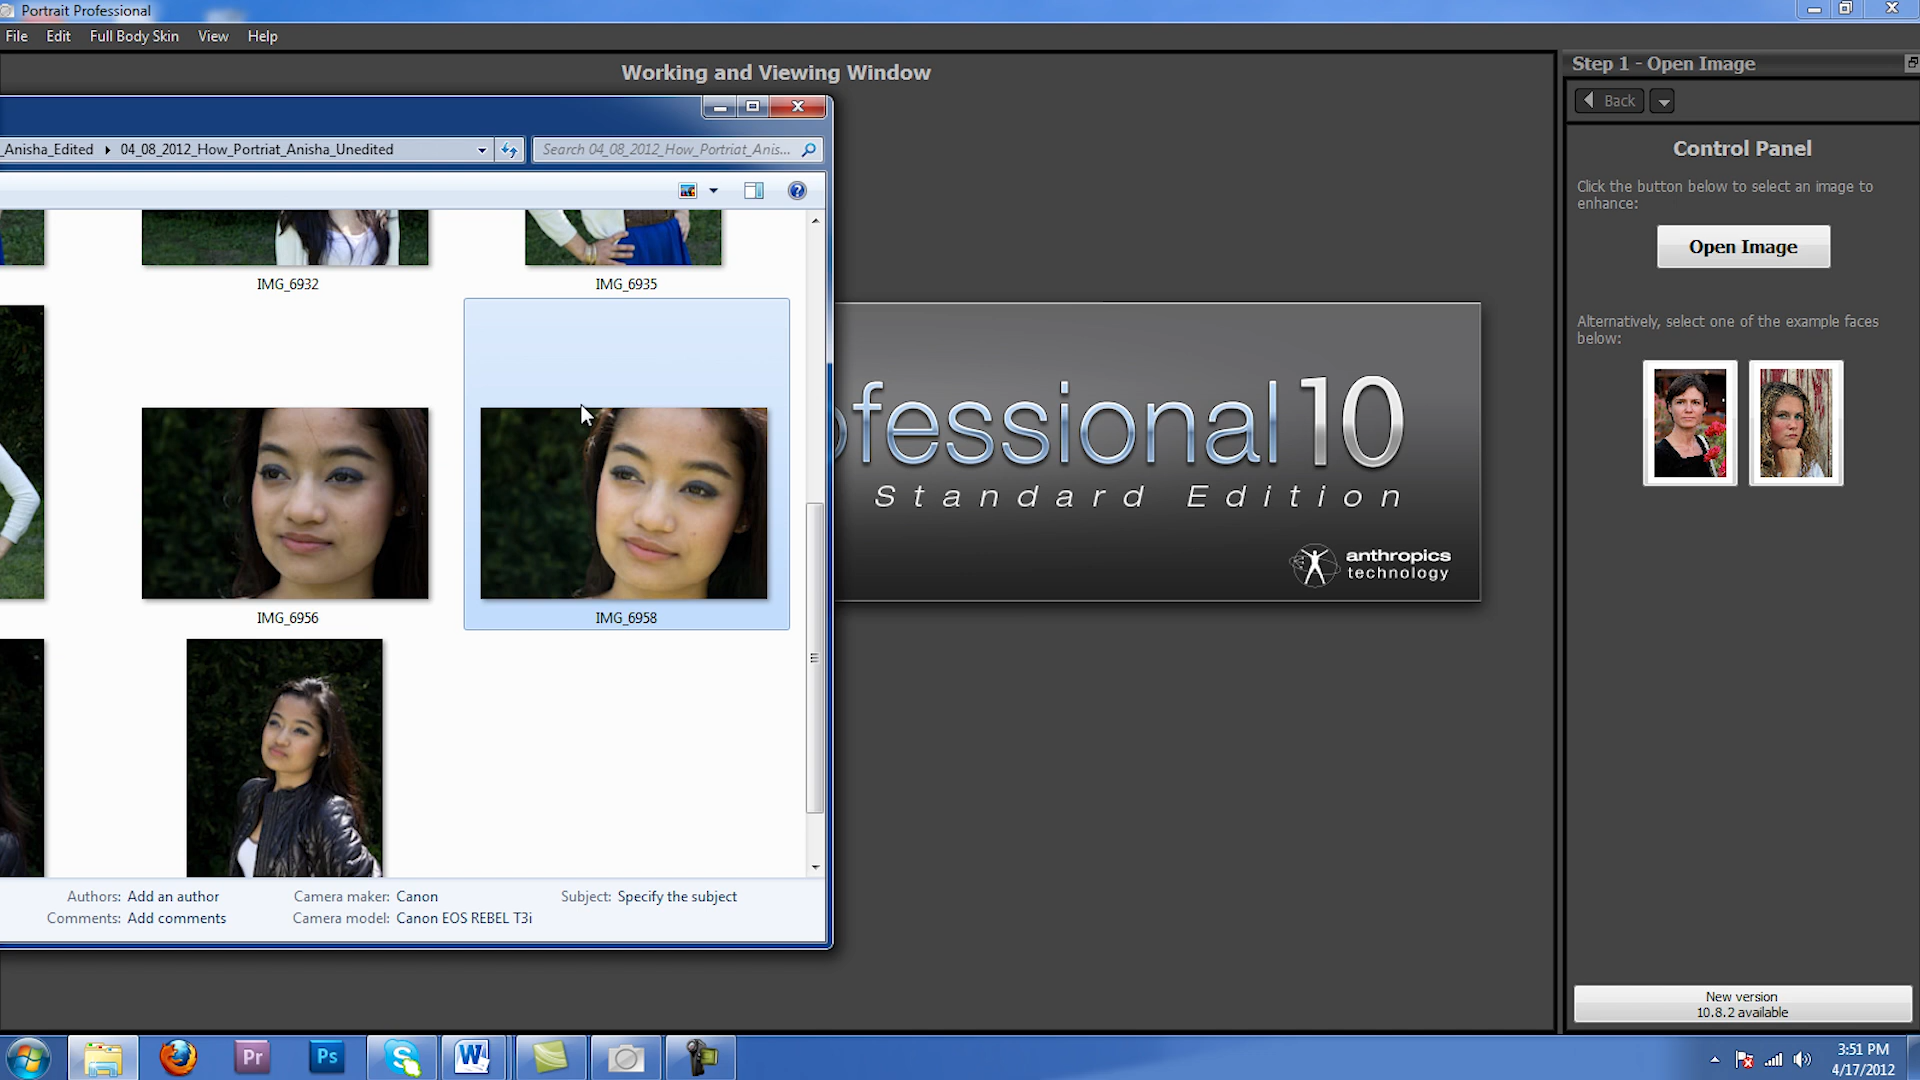 Portrait Professional
File Edit Full Body Skin View Help
Working and Viewing Window
Step 1 - Open Image
Back
_Anisha_Edited 04_08_2012_How_Portriat_Anisha_Unedited
Search 04_08_2012_How_Portriat_Anis...
Control Panel
Click the button below to select an image to
enhance:
Open Image
IMG_6932
IMG_6935
Alternatively, select one of the example faces
below:
ofessional10
Standard Edition
anthropics
technology
IMG_6956
IMG_6958
Authors: Add an author
Camera maker: Canon
Subject: Specify the subject
Comments: Add comments
Camera model: Canon EOS REBEL T3i
New version
10.8.2 available
Pr
Ps
S
W
3:51 PM
4/17/2012